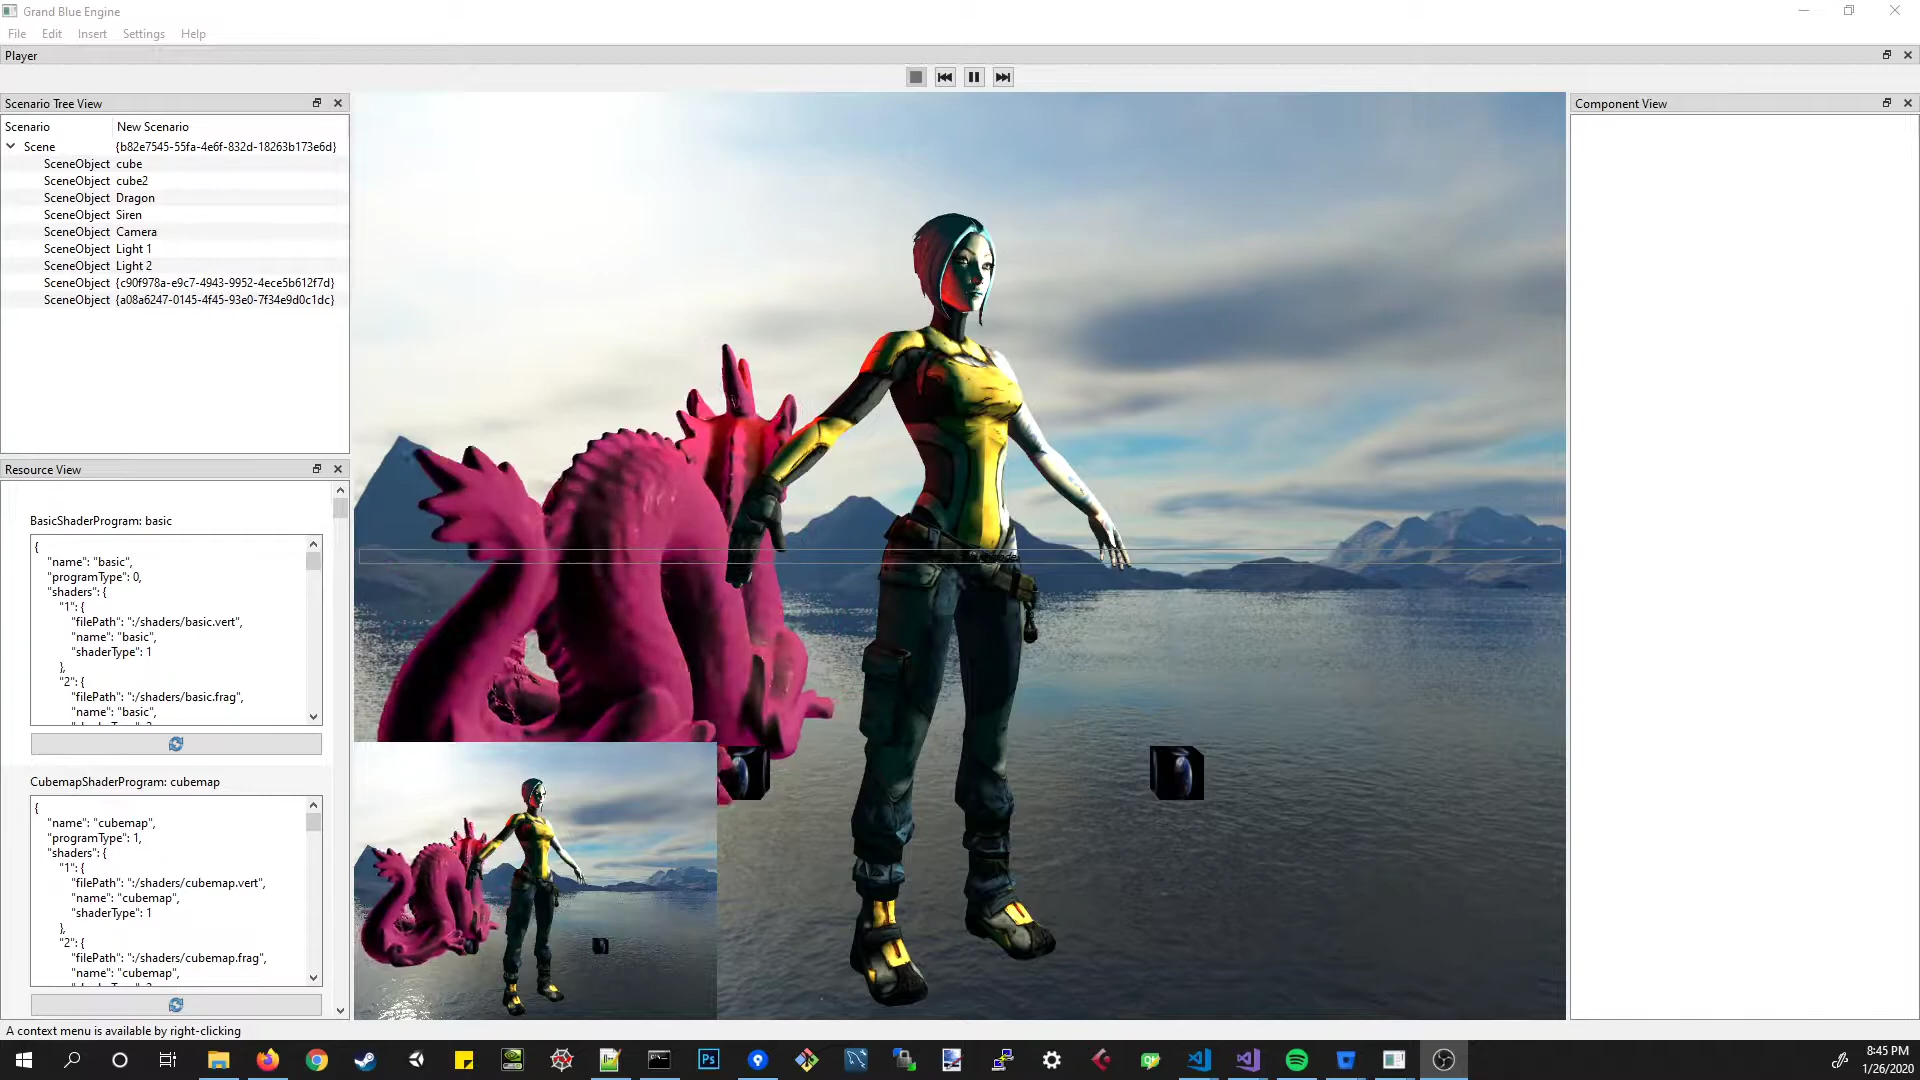 Grand Blue Engine
File Edit Insert Settings Help
Player
Scenario Tree View
Scenario New Scenario
Scene {b82e7545-55fa-4e6f-832d-18263b173e6d}
SceneObject cube
SceneObject cube2
SceneObject Dragon
SceneObject Siren
SceneObject Camera
SceneObject Light 1
SceneObject Light 2
SceneObject {c90f978a-e9c7-4943-9952-4ece5b612f7d}
SceneObject {a08a6247-0145-4f45-93e0-7f34e9d0c1dc}
Resource View
BasicShaderProgram: basic
{
"name": "basic",
"programType": 0,
"shaders": {
"1": {
"filePath": ":/shaders/basic.vert",
"name": "basic",
"shaderType": 1
},
"2": {
"filePath": ":/shaders/basic.frag",
"name": "basic",
CubemapShaderProgram: cubemap
{
"name": "cubemap",
"programType": 1,
"shaders": {
"1": {
"filePath": ":/shaders/cubemap.vert",
"name": "cubemap",
"shaderType": 1
},
"2": {
"filePath": ":/shaders/cubemap.frag",
"name": "cubemap",
Component View
A context menu is available by right-clicking
Ps
8:45 PM
1/26/2020